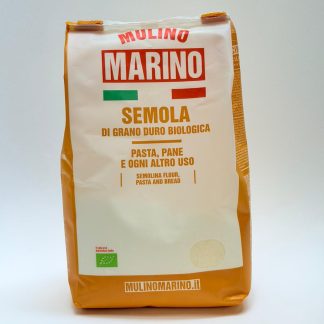 MULINO
MARINO
SEMOLA
DI GRANO DURO BIOLOGICA
PASTA, PANE
E OGNI ALTRO USO
SEMOLINA FLOUR,
PASTA AND BREAD
MULINOMARINO.it